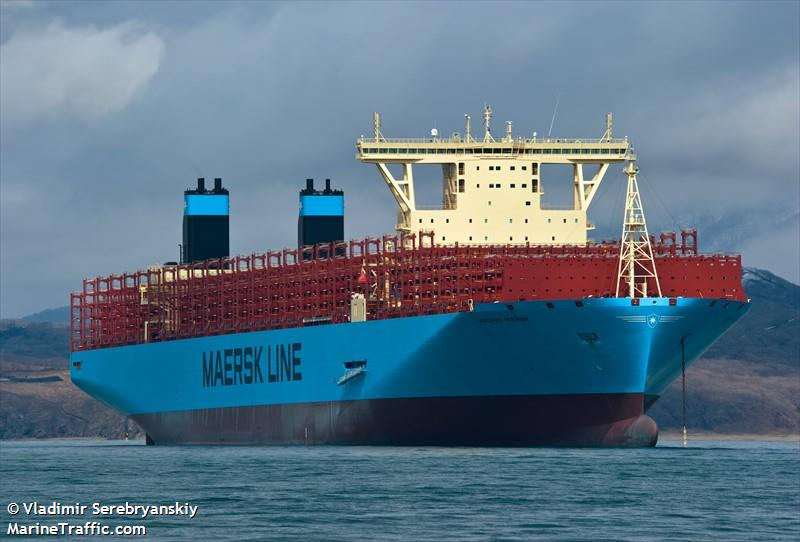 MAERSK LINE
© Vladimir Serebryanskiy
MarineTraffic.com